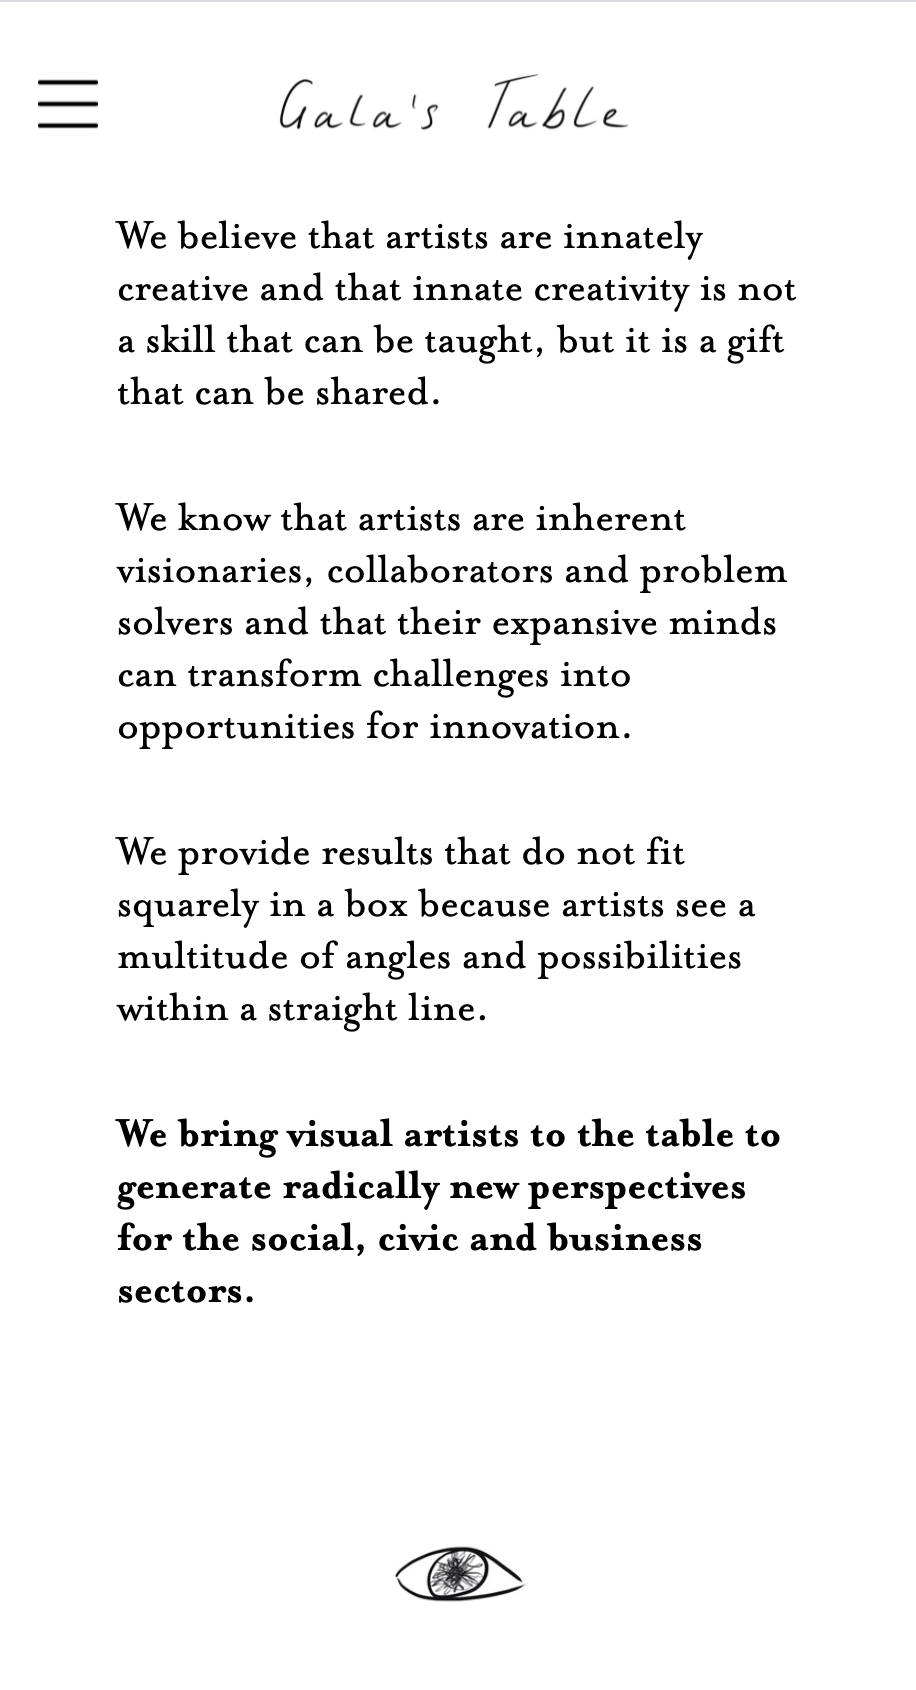 Gala's Table
We believe that artists are innately
creative and that innate creativity is not
a skill that can be taught, but it is a gift
that can be shared.
We know that artists are inherent
visionaries, collaborators and problem
solvers and that their expansive minds
can transform challenges into
opportunities for innovation.
We provide results that do not fit
squarely in a box because artists see a
multitude of angles and possibilities
within a straight line.
We bring visual artists to the table to
generate radically new perspectives
for the social, civic and business
sectors.